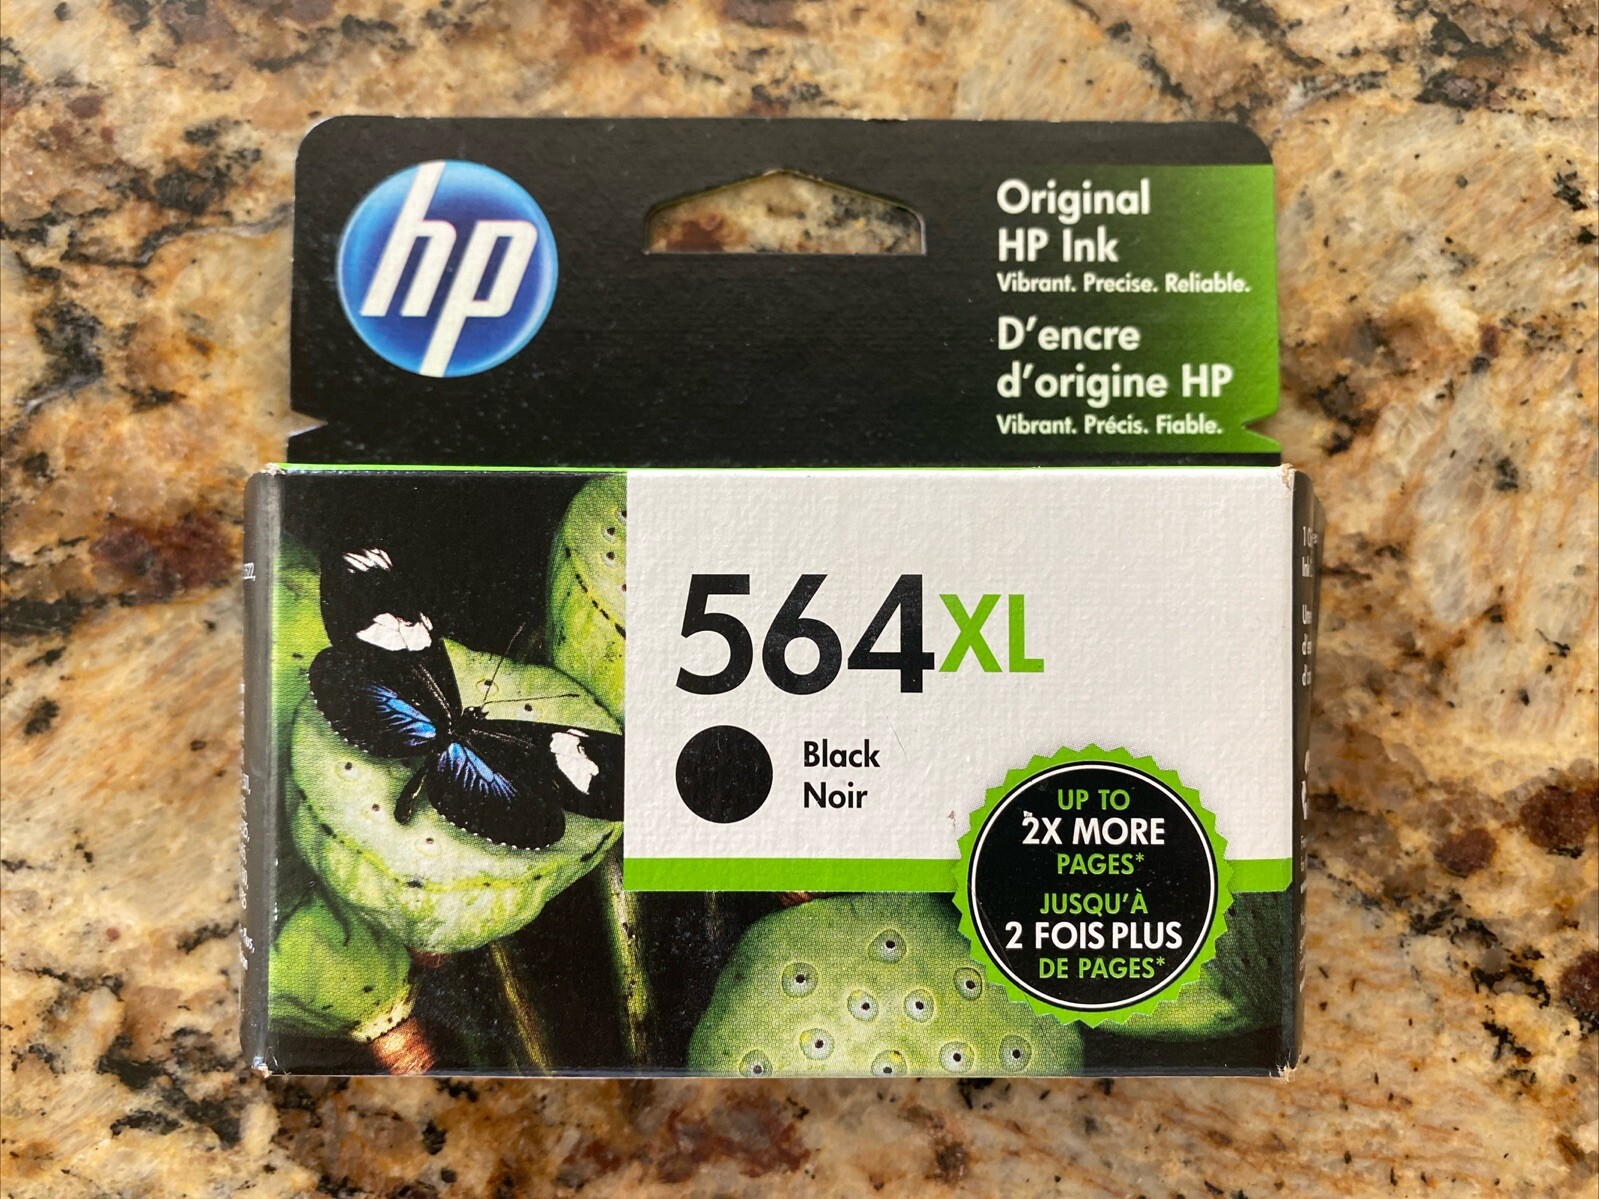 hp
Original
HP Ink
Vibrant. Precise. Reliable.
D'encre
d'origine HP
Vibrant. Précis. Fiable.
564XL
Black
Noir
UP TO
2X MORE
PAGES*
JUSQU'À
2 FOIS PLUS
DE PAGES*